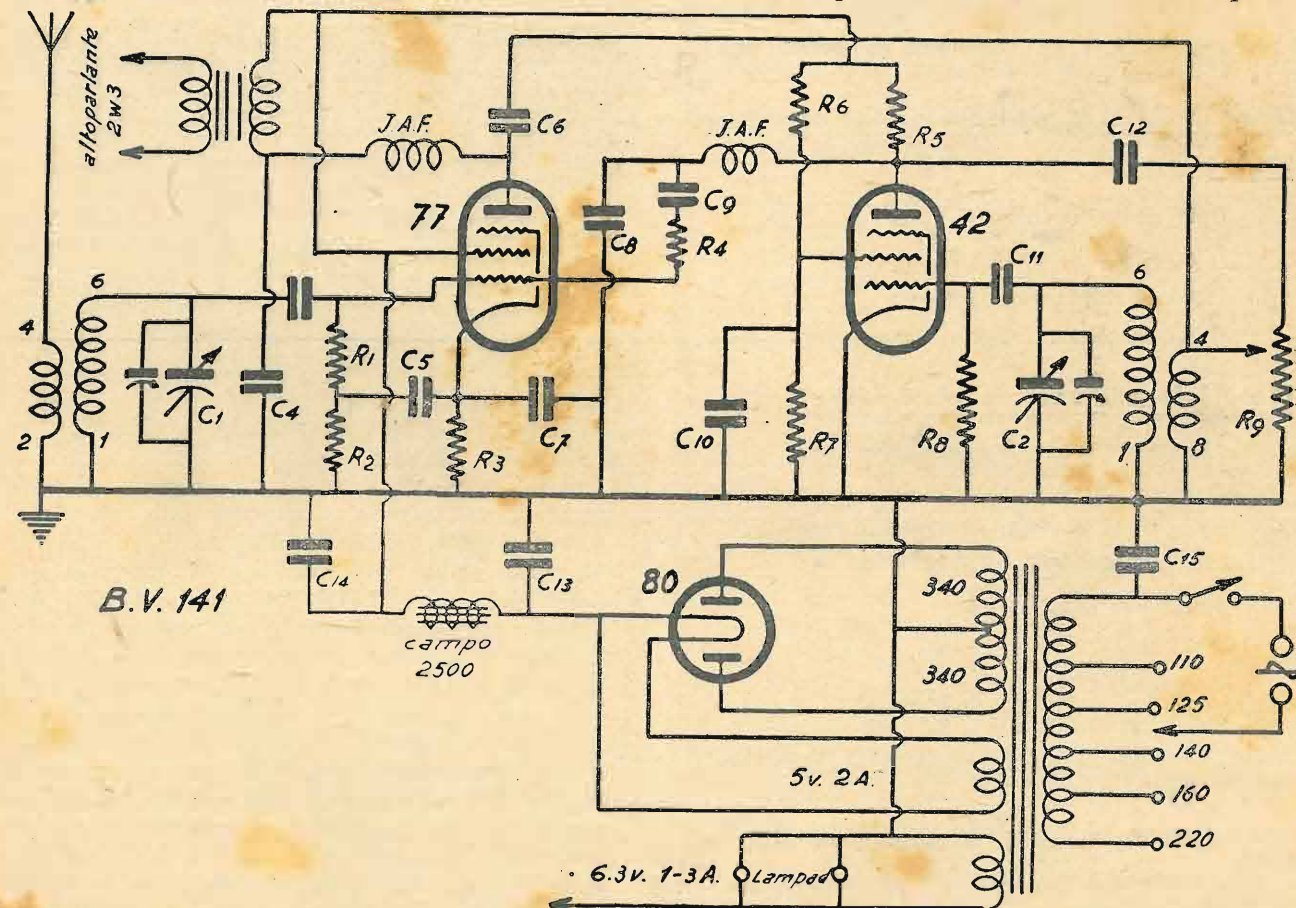 altoparlante
2W3
J.A.F.
C6
R6
R5
J.A.F.
C12
77
C9
C8
R4
42
C11
6
4
6
4
R1
C5
C1
C4
R2
R3
C7
C10
R7
R8
C2
R9
2
1
1
8
C14
C13
80
340
C15
B.V. 141
campo
2500
340
110
125
5v. 2A.
140
160
220
6.3v. 1-3A. Lampad